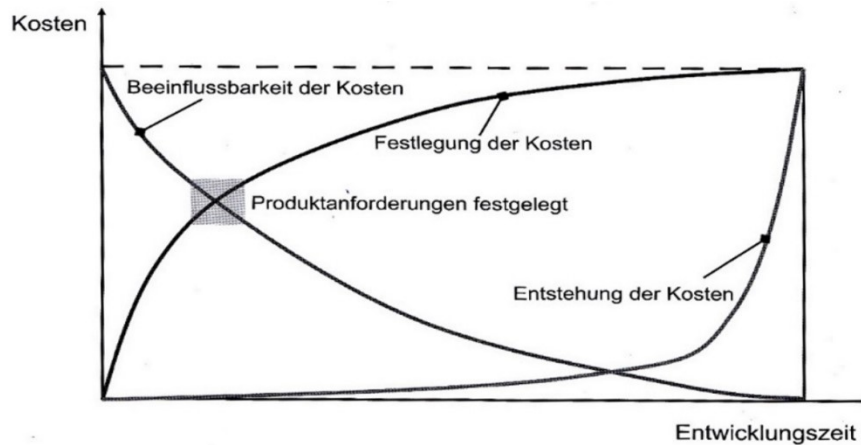 Kosten
Beeinflussbarkeit der Kosten
Festlegung der Kosten
Produktanforderungen festgelegt
Entstehung der Kosten
Entwicklungszeit